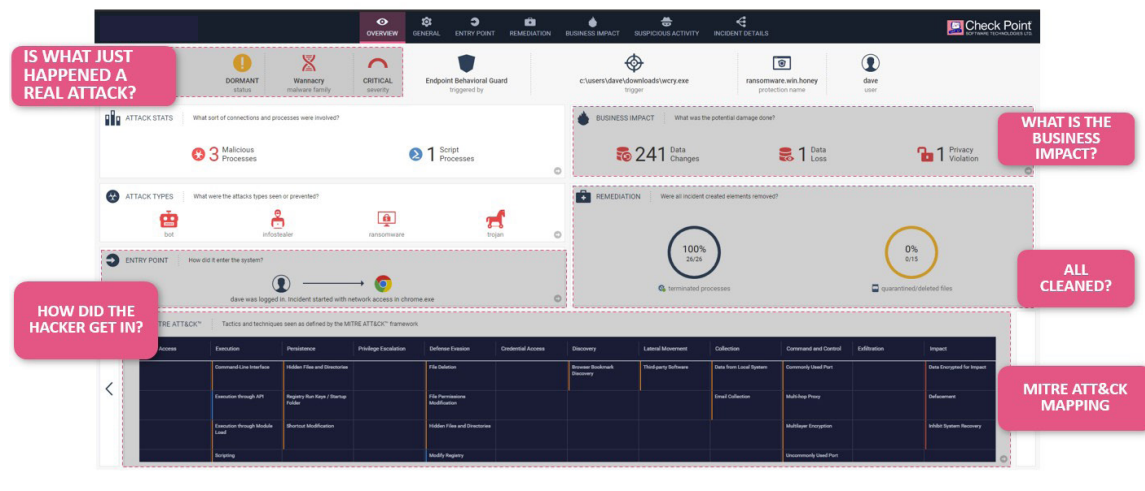 OVERVIEW
GENERAL
ENTRY POINT
REMEDIATION
BUSINESS IMPACT
SUSPICIOUS ACTIVITY
INCIDENT DETAILS
Check Point
SOFTWARE TECHNOLOGIES LTD.
IS WHAT JUST
HAPPENED A
REAL ATTACK?
DORMANT
status
Wannacry
malware family
CRITICAL
severity
Endpoint Behavioral Guard
triggered by
c:\users\dave\downloads\wcry.exe
trigger
ransomware.win.honey
protection name
dave
user
ATTACK STATS
What sort of connections and processes were involved?
3 Malicious
Processes
1 Script
Processes
BUSINESS IMPACT
What was the potential damage done?
241 Data
Changes
1 Data
Loss
1 Privacy
Violation
WHAT IS THE
BUSINESS
IMPACT?
ATTACK TYPES
What were the attacks types seen or prevented?
bot
infostealer
ransomware
trojan
REMEDIATION
Were all incident created elements removed?
100%
26/26
terminated processes
0%
0/15
quarantined/deleted files
ALL
CLEANED?
ENTRY POINT
How did it enter the system?
dave was logged in. Incident started with network access in chrome.exe
HOW DID THE
HACKER GET IN?
TRE ATT&CK™
Tactics and techniques seen as defined by the MITRE ATT&CK™ framework
Access
Execution
Persistence
Privilege Escalation
Defense Evasion
Credential Access
Discovery
Lateral Movement
Collection
Command and Control
Exfiltration
Impact
Command-Line Interface
Hidden Files and Directories
File Deletion
Browser Bookmark
Discovery
Third-party Software
Data from Local System
Commonly Used Port
Data Encrypted for Impact
Execution through API
Registry Run Keys / Startup
Folder
File Permissions
Modification
Email Collection
Multi-hop Proxy
Defacement
Execution through Module
Load
Shortcut Modification
Hidden Files and Directories
Multilayer Encryption
Inhibit System Recovery
Scripting
Modify Registry
Uncommonly Used Port
MITRE ATT&CK
MAPPING